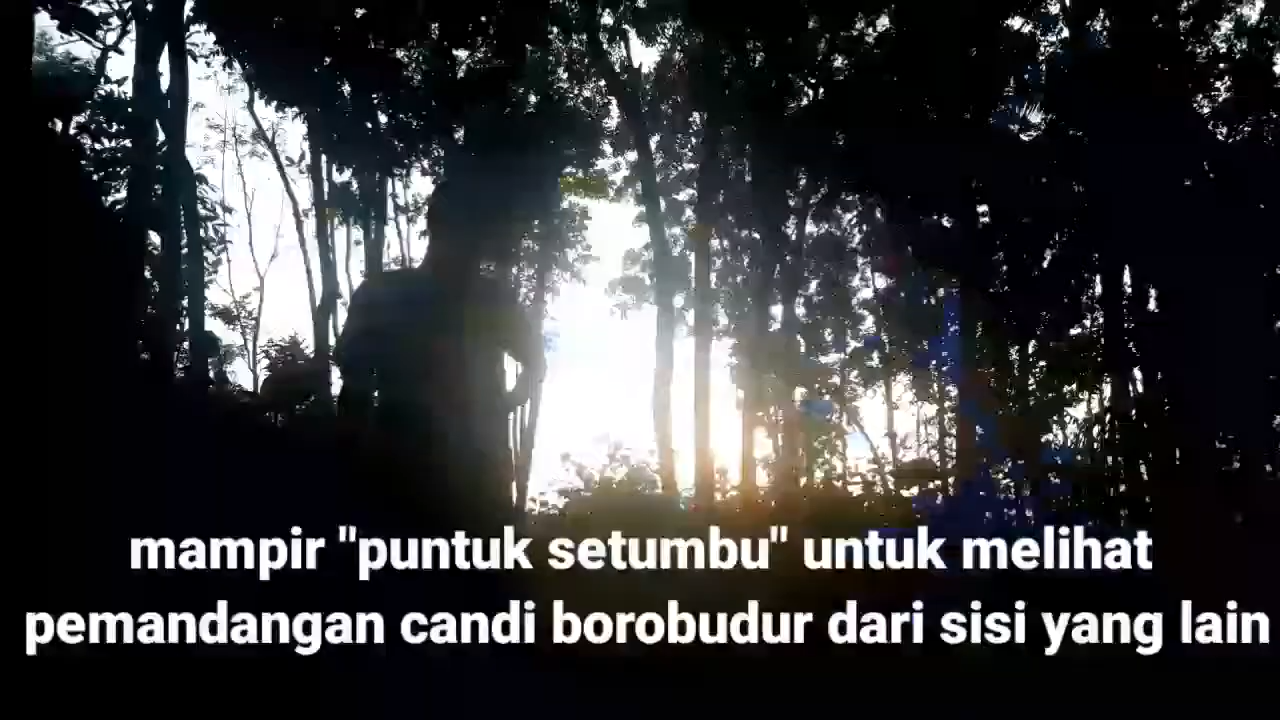 mampir "puntuk setumbu" untuk melihat
pemandangan candi borobudur dari sisi yang lain